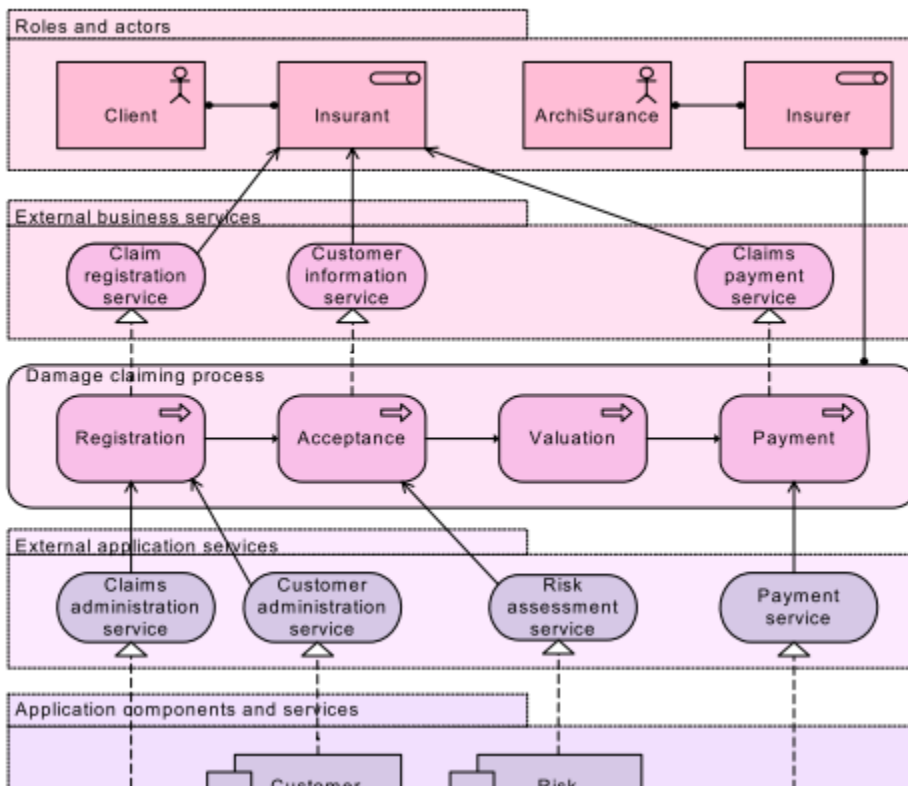 Roles and actors
Client
Insurant
ArchiSurance
Insurer
External business services
Claim
registration
service
Customer
information
service
Claims
payment
service
Damage claiming process
Registration
Acceptance
Valuation
Payment
External application services
Claims
administration
service
Customer
administration
service
Risk
assessment
service
Payment
service
Application components and services
Customer
Risk